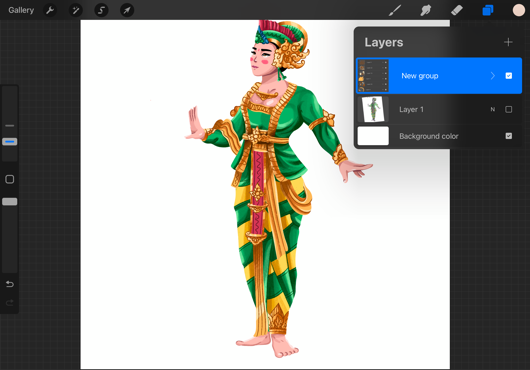 Gallery
Layers
New group
Layer 1
N
Background color